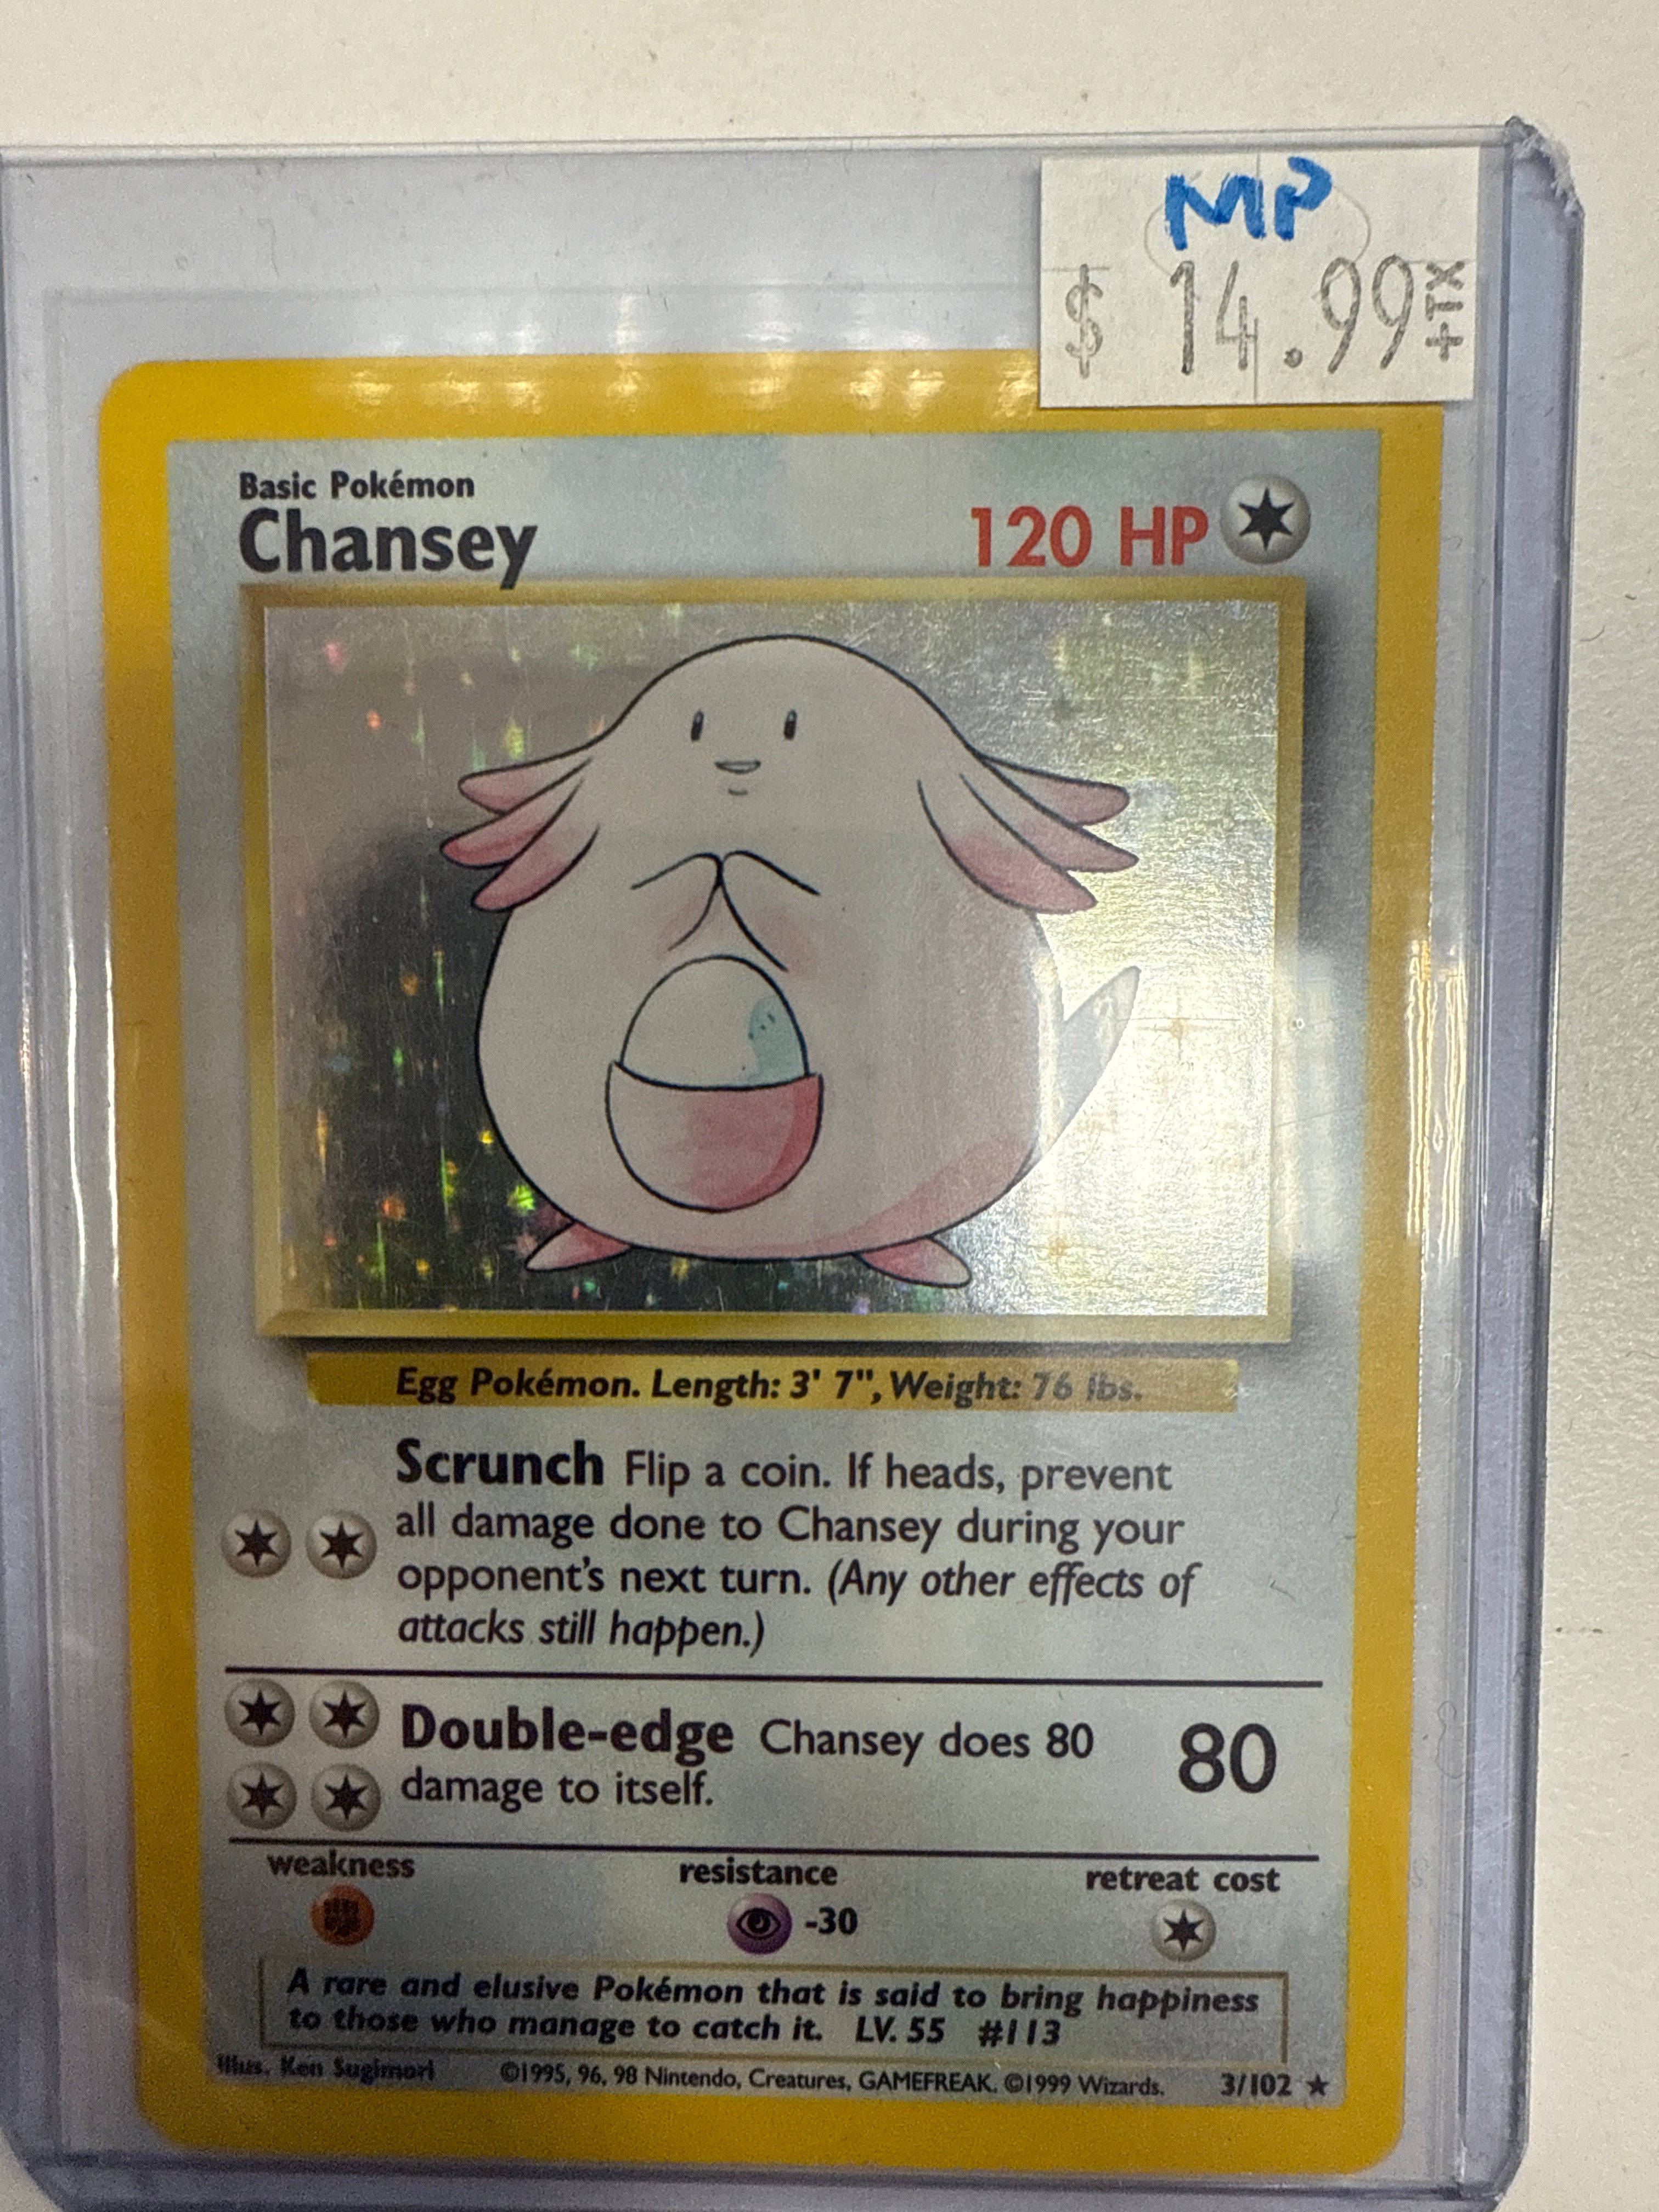 MP
$ 14.99 +TX
Basic Pokémon
Chansey 120 HP
Egg Pokémon. Length: 3' 7", Weight: 76 lbs.
Scrunch Flip a coin. If heads, prevent
all damage done to Chansey during your
opponent's next turn. (Any other effects of
attacks still happen.)
Double-edge Chansey does 80
damage to itself.
80
weakness resistance retreat cost
-30
A rare and elusive Pokémon that is said to bring happiness
to those who manage to catch it. LV. 55 #113
Illus. Ken Sugimori ©1995, 96, 98 Nintendo, Creatures, GAMEFREAK. ©1999 Wizards. 3/102 ★